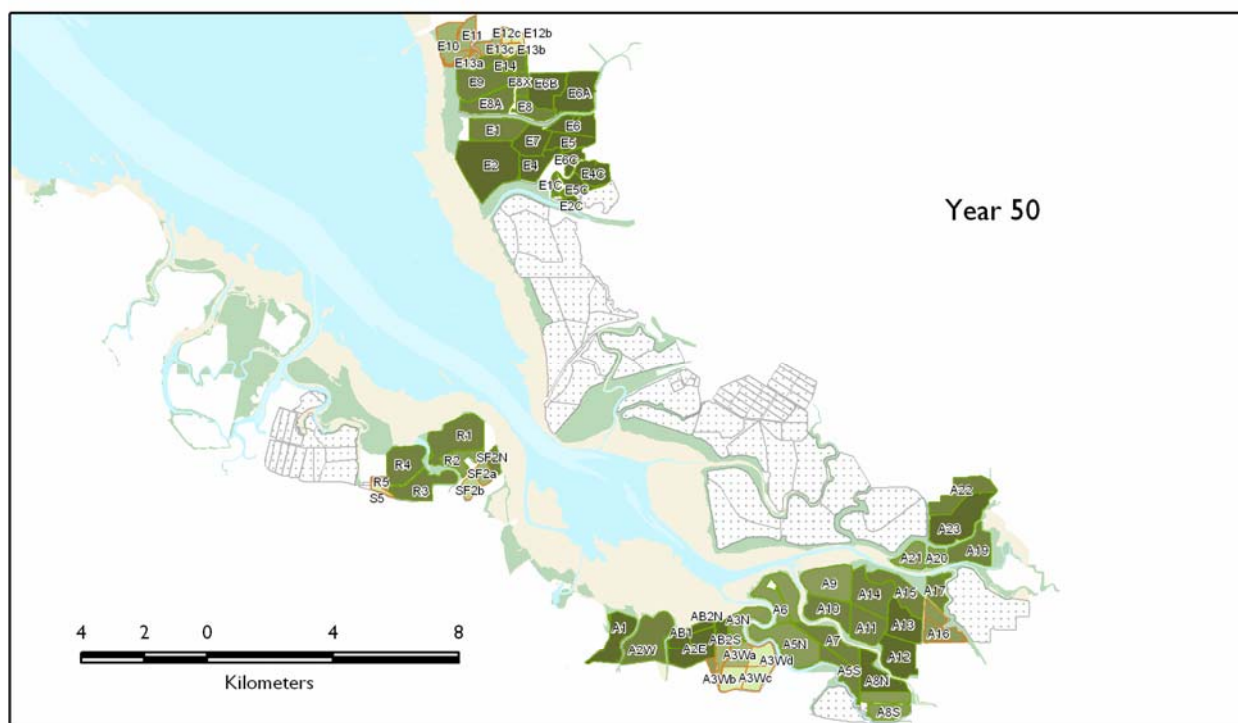 E11 E12c E12b
E10 E13c E13b
E13a E14
E9 E8X E6B E6A
E8A E8
E1 E6
E7 E5
E2 E4 E6C E4C
E1C E5C
E2C
Year 50
R1
R4 R2 SF2N
R5 SF2a
S5 R3 SF2b
A22
A23
A21 A20 A19
A9 A14 A15 A17
AB2N A3N A6 A10
A1 AB1 AB2S A11 A13 A16
A2W A2E A3Wa A3Wd A5N A7 A12
A3Wb A3Wc A5S A8N
A8S
4 2 0 4 8
Kilometers